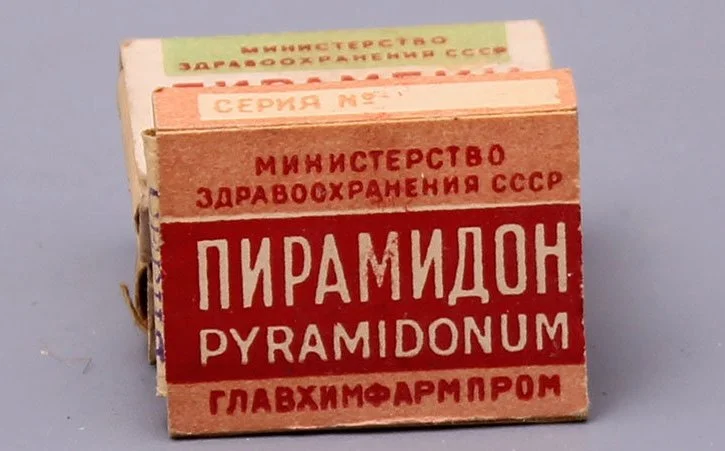 МИНИСТЕРСТВО
ЗДРАВООХРАНЕНИЯ СССР
СЕРИЯ №
МИНИСТЕРСТВО
ЗДРАВООХРАНЕНИЯ СССР
ПИРАМИДОН
PYRAMIDONUM
ГЛАВХИМФАРМПРОМ